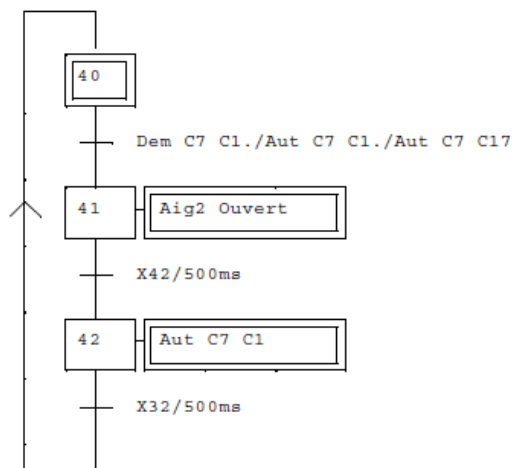 40
Dem C7 C1./Aut C7 C1./Aut C7 C17
41 Aig2 Ouvert
X42/500ms
42 Aut C7 C1
X32/500ms